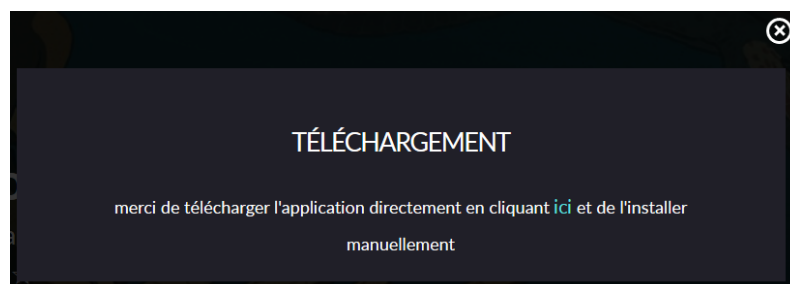 TÉLÉCHARGEMENT
merci de télécharger l'application directement en cliquant ici et de l'installer
manuellement